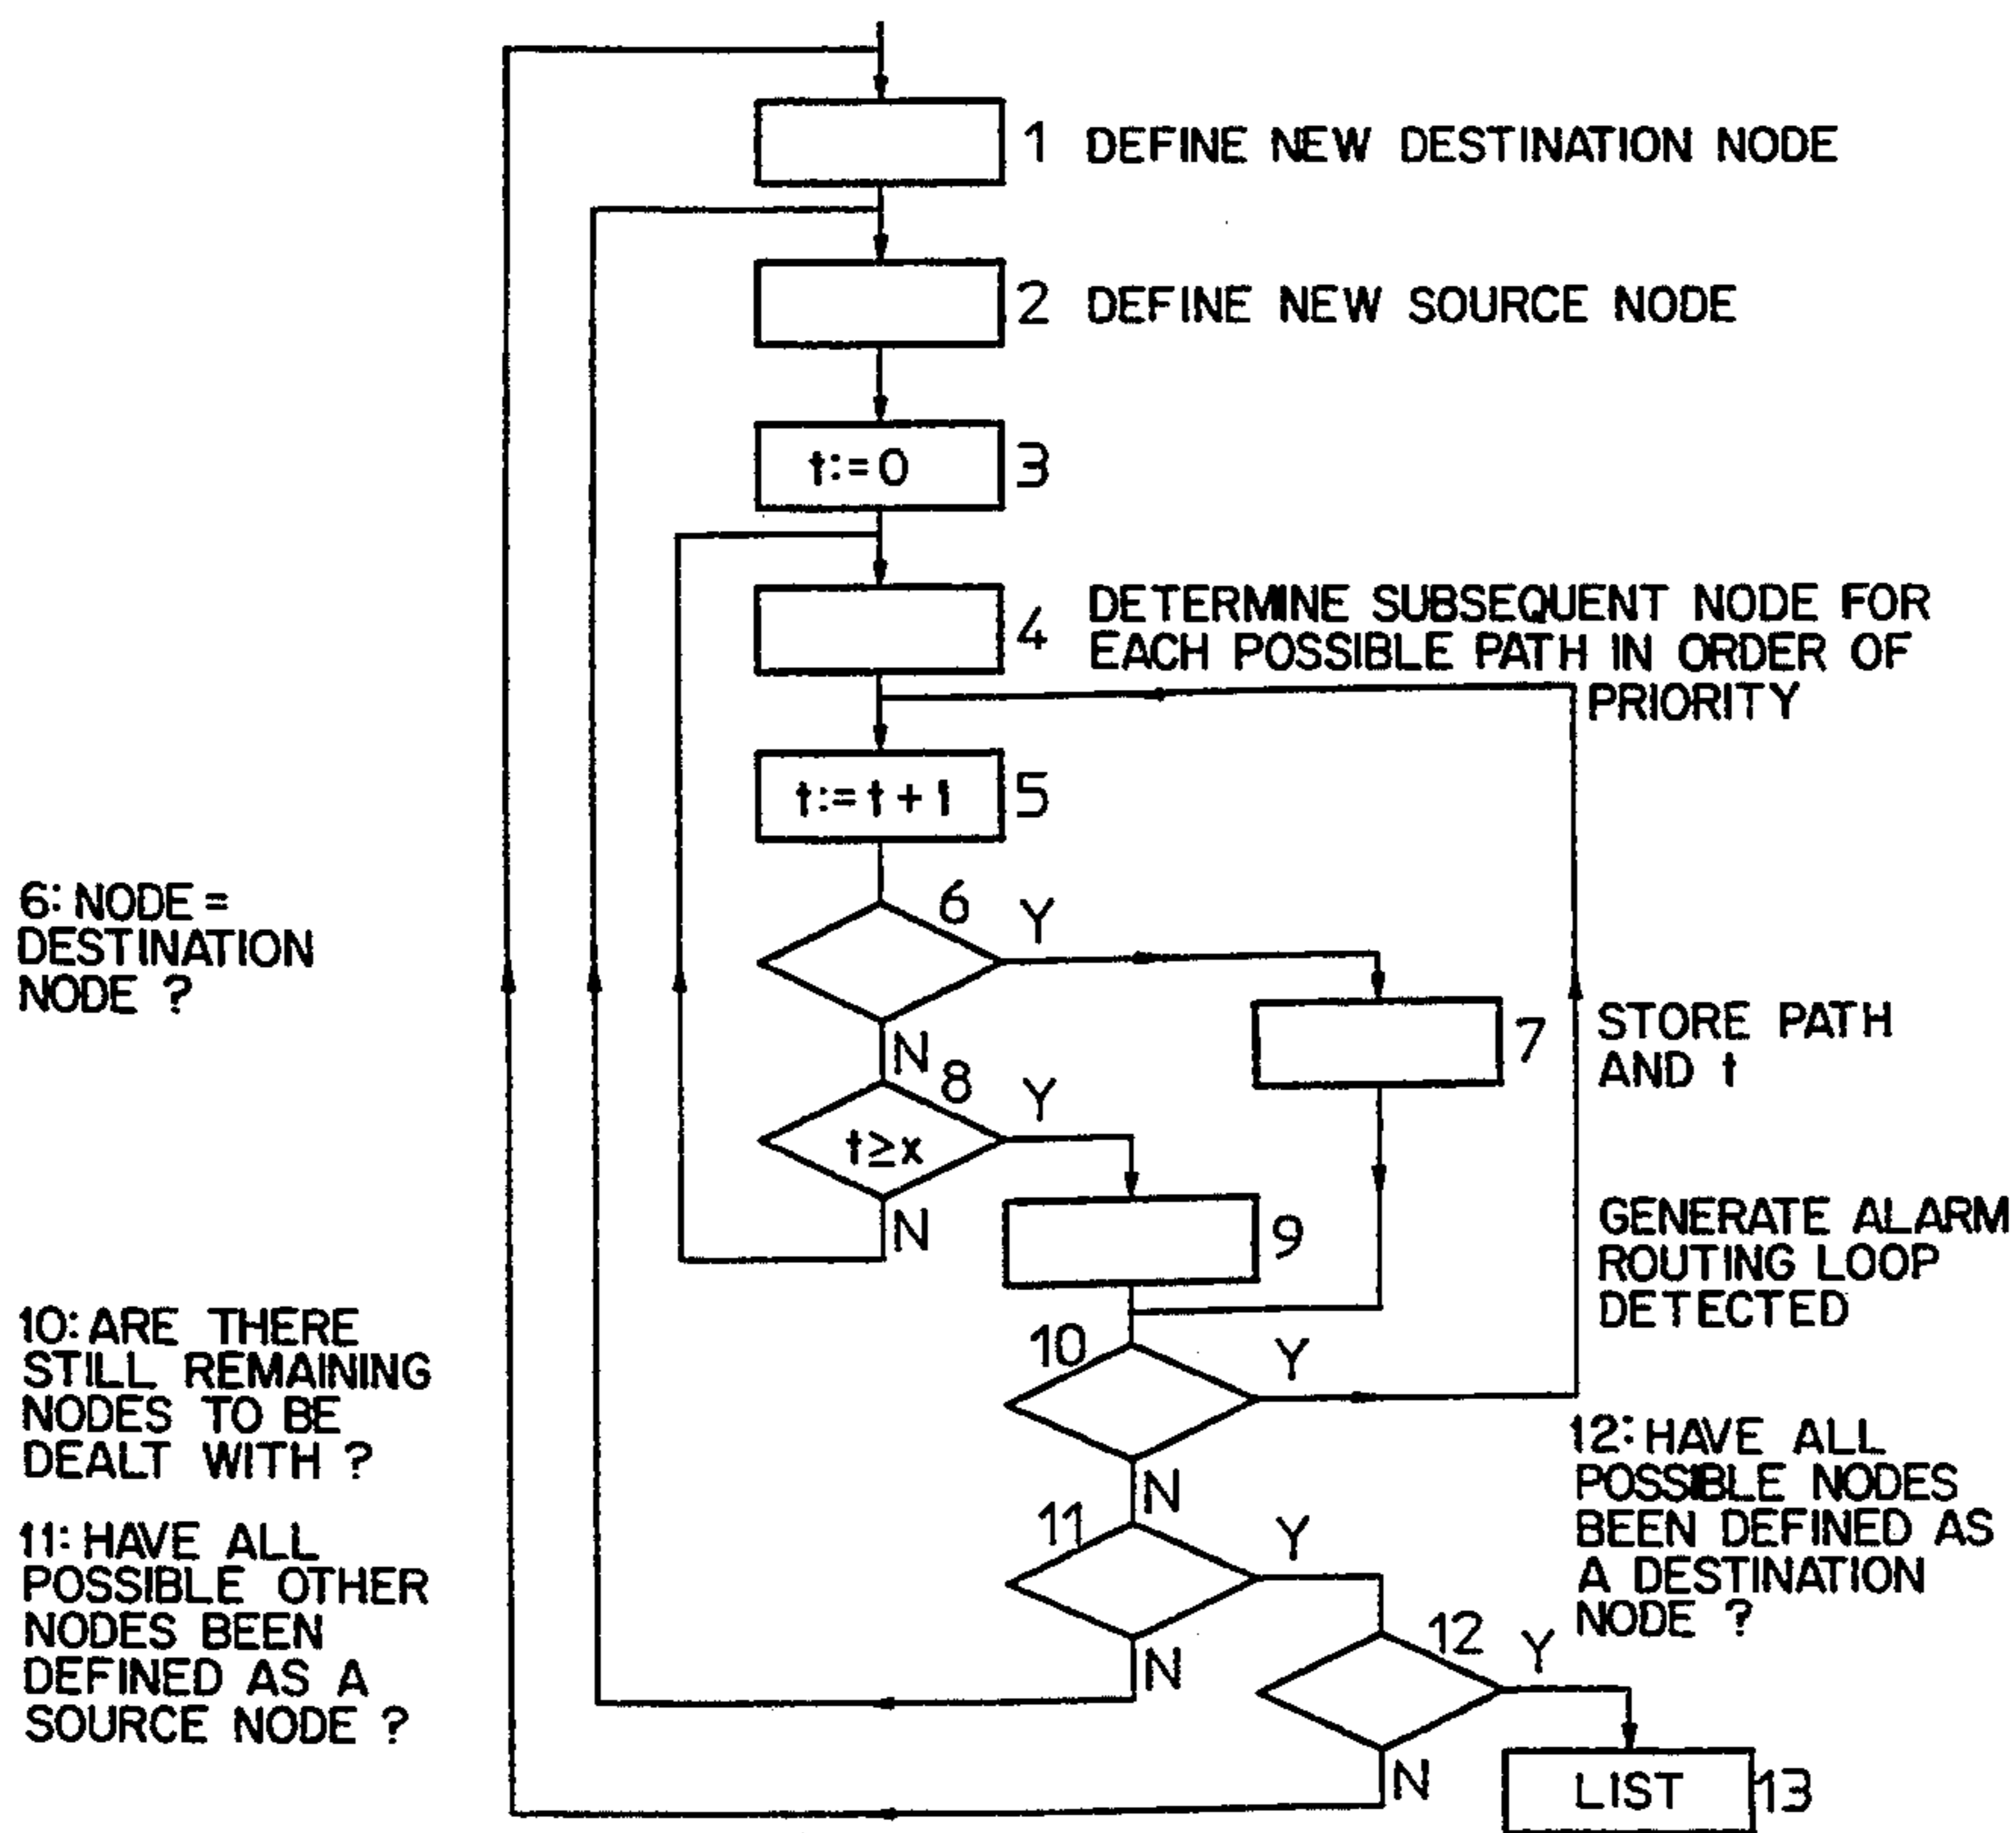 1 DEFINE NEW DESTINATION NODE
2 DEFINE NEW SOURCE NODE
t:=0 3
4 DETERMINE SUBSEQUENT NODE FOR
EACH POSSIBLE PATH IN ORDER OF
PRIORITY
t:=t+1 5
6: NODE =
DESTINATION
NODE ?
6 Y
N
7 STORE PATH
AND t
8 Y
t≥x
N
9 GENERATE ALARM
ROUTING LOOP
DETECTED
10: ARE THERE
STILL REMAINING
NODES TO BE
DEALT WITH ?
10 Y
N
11: HAVE ALL
POSSIBLE OTHER
NODES BEEN
DEFINED AS A
SOURCE NODE ?
11 Y
N
12: HAVE ALL
POSSIBLE NODES
BEEN DEFINED AS
A DESTINATION
NODE ?
12 Y
N
LIST 13